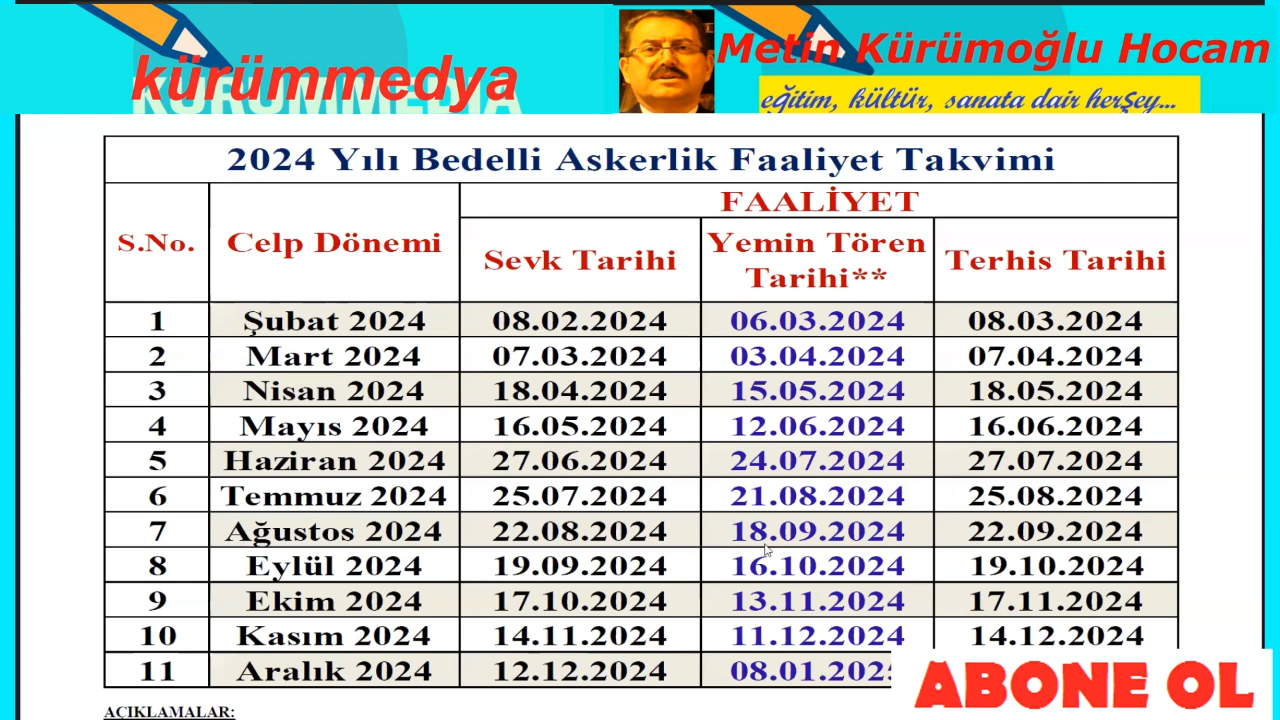 kürümmedya
KÜRÜMMEDYA
Metin Kürümoğlu Hocam
eğitim, kültür, sanata dair herşey...
2024 Yılı Bedelli Askerlik Faaliyet Takvimi
S.No. Celp Dönemi FAALİYET
Sevk Tarihi Yemin Tören Tarihi** Terhis Tarihi
1 Şubat 2024 08.02.2024 06.03.2024 08.03.2024
2 Mart 2024 07.03.2024 03.04.2024 07.04.2024
3 Nisan 2024 18.04.2024 15.05.2024 18.05.2024
4 Mayıs 2024 16.05.2024 12.06.2024 16.06.2024
5 Haziran 2024 27.06.2024 24.07.2024 27.07.2024
6 Temmuz 2024 25.07.2024 21.08.2024 25.08.2024
7 Ağustos 2024 22.08.2024 18.09.2024 22.09.2024
8 Eylül 2024 19.09.2024 16.10.2024 19.10.2024
9 Ekim 2024 17.10.2024 13.11.2024 17.11.2024
10 Kasım 2024 14.11.2024 11.12.2024 14.12.2024
11 Aralık 2024 12.12.2024 08.01.202
ABONE OL
AÇIKLAMALAR: